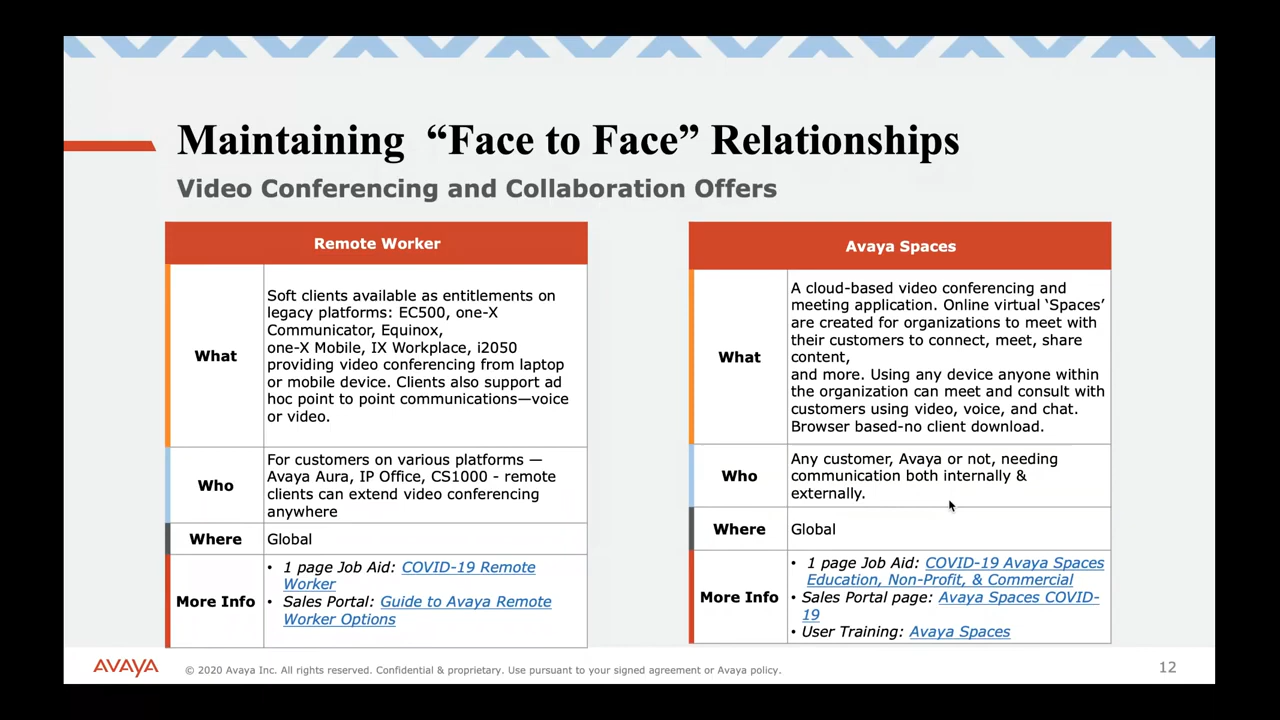 Maintaining “Face to Face” Relationships
Video Conferencing and Collaboration Offers
Remote Worker
What
Soft clients available as entitlements on
legacy platforms: EC500, one-X
Communicator, Equinox,
one-X Mobile, IX Workplace, i2050
providing video conferencing from laptop
or mobile device. Clients also support ad
hoc point to point communications—voice
or video.
Who
For customers on various platforms —
Avaya Aura, IP Office, CS1000 - remote
clients can extend video conferencing
anywhere
Where
Global
More Info
• 1 page Job Aid: COVID-19 Remote
Worker
• Sales Portal: Guide to Avaya Remote
Worker Options
Avaya Spaces
What
A cloud-based video conferencing and
meeting application. Online virtual ‘Spaces’
are created for organizations to meet with
their customers to connect, meet, share
content,
and more. Using any device anyone within
the organization can meet and consult with
customers using video, voice, and chat.
Browser based-no client download.
Who
Any customer, Avaya or not, needing
communication both internally &
externally.
Where
Global
More Info
• 1 page Job Aid: COVID-19 Avaya Spaces
Education, Non-Profit, & Commercial
• Sales Portal page: Avaya Spaces COVID-
19
• User Training: Avaya Spaces
AVAYA
© 2020 Avaya Inc. All rights reserved. Confidential & proprietary. Use pursuant to your signed agreement or Avaya policy.
12